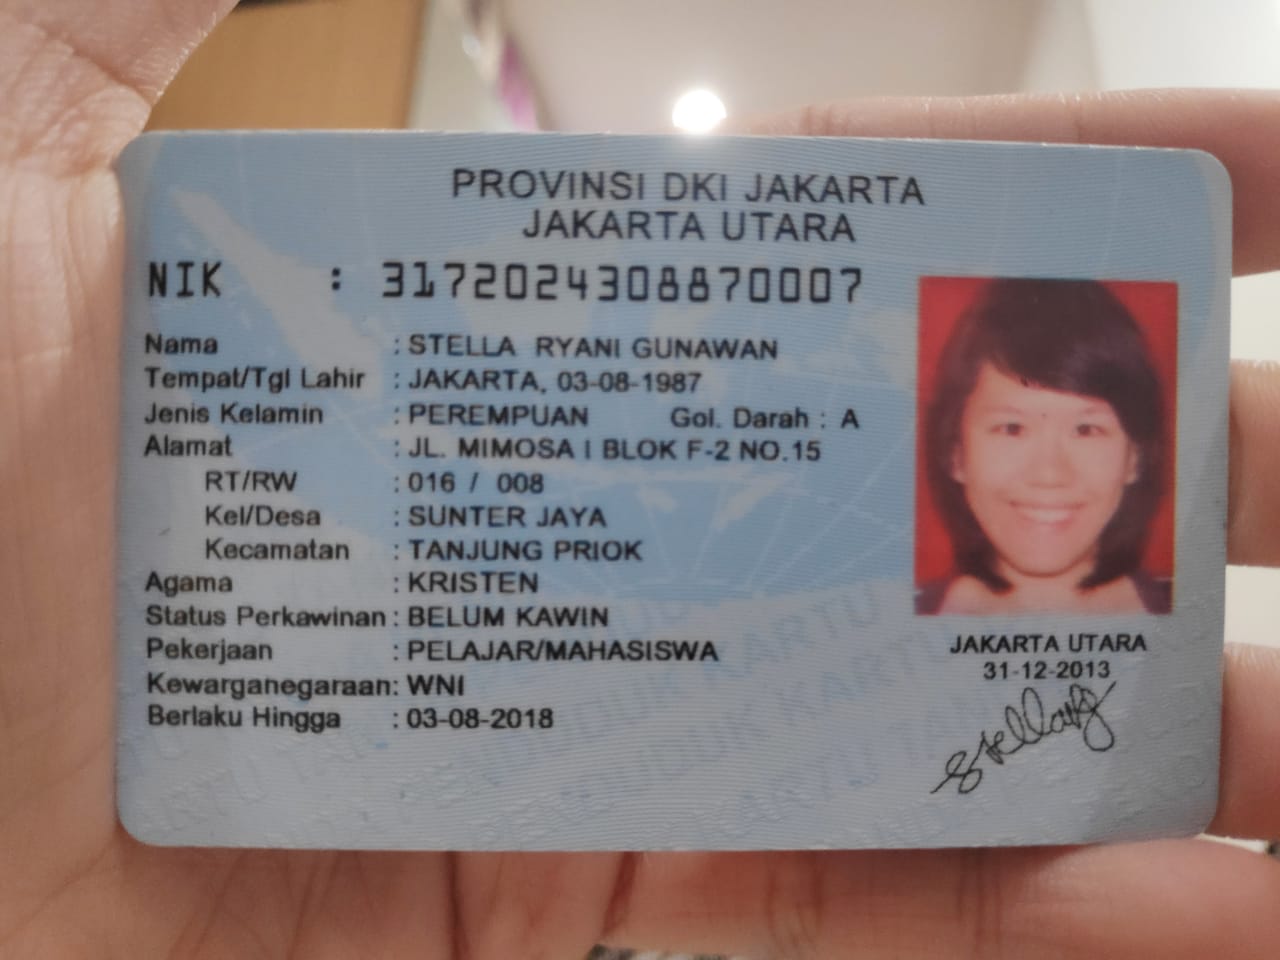 PROVINSI DKI JAKARTA
JAKARTA UTARA
NIK : 3172024308870007
Nama : STELLA RYANI GUNAWAN
Tempat/Tgl Lahir : JAKARTA, 03-08-1987
Jenis Kelamin : PEREMPUAN Gol. Darah : A
Alamat : JL. MIMOSA I BLOK F-2 NO.15
RT/RW : 016 / 008
Kel/Desa : SUNTER JAYA
Kecamatan : TANJUNG PRIOK
Agama : KRISTEN
Status Perkawinan : BELUM KAWIN
Pekerjaan : PELAJAR/MAHASISWA
Kewarganegaraan: WNI
Berlaku Hingga : 03-08-2018
JAKARTA UTARA
31-12-2013